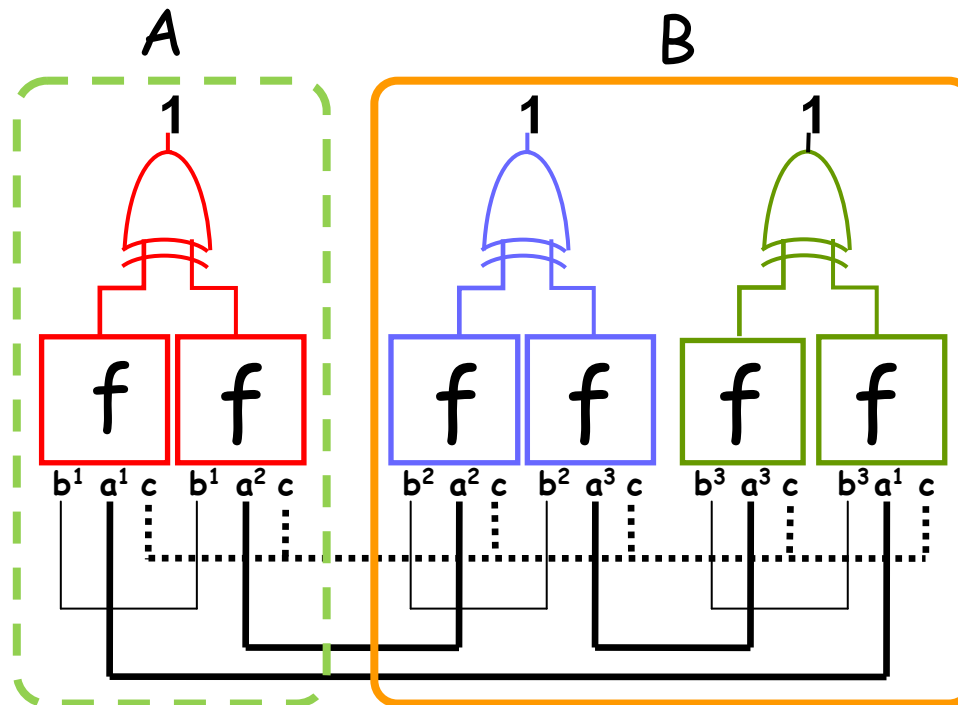 A B
1 1 1
f f f f f f
b¹ a¹ c b¹ a² c b² a² c b² a³ c b³ a³ c b³ a¹ c